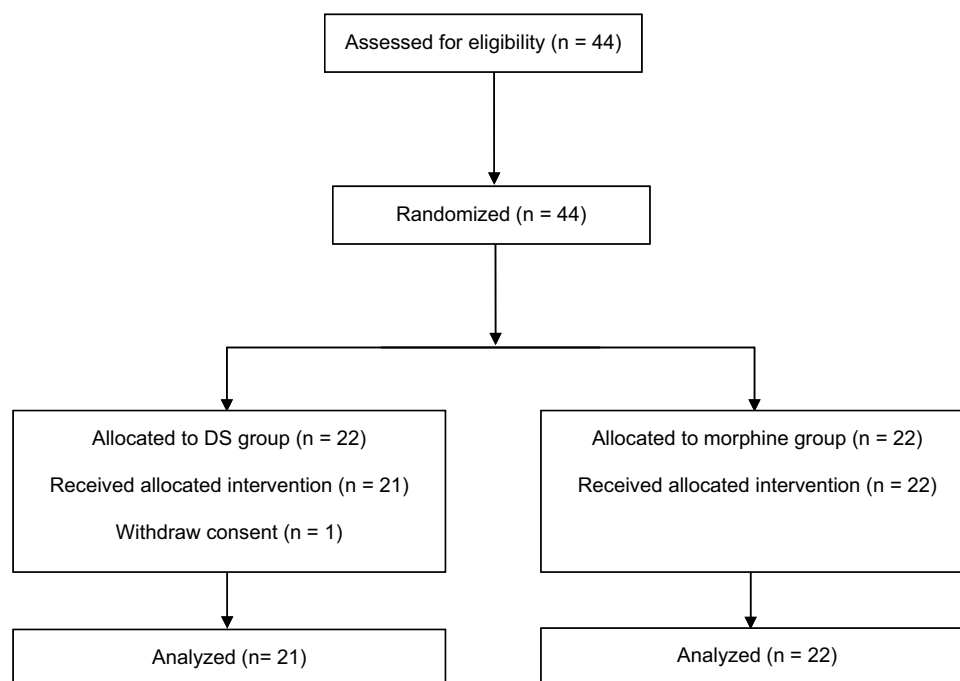 Assessed for eligibility (n = 44)
Randomized (n = 44)
Allocated to DS group (n = 22)
Received allocated intervention (n = 21)
Withdraw consent (n = 1)
Allocated to morphine group (n = 22)
Received allocated intervention (n = 22)
Analyzed (n= 21)
Analyzed (n = 22)